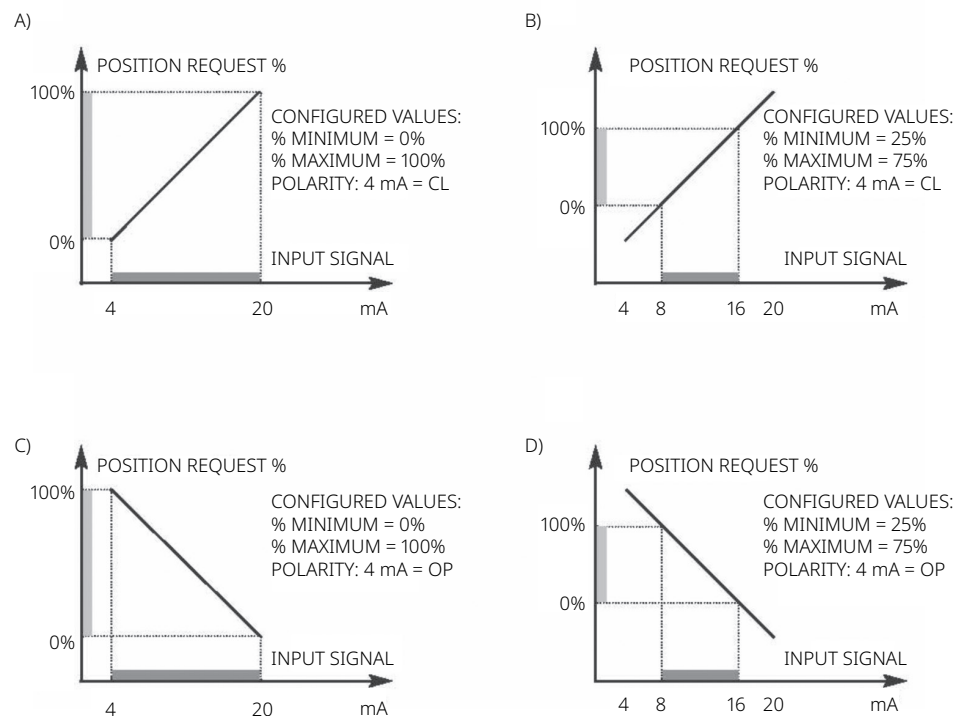 A)
POSITION REQUEST %
100%
CONFIGURED VALUES:
% MINIMUM = 0%
% MAXIMUM = 100%
POLARITY: 4 mA = CL
0%
INPUT SIGNAL
4 20 mA
B)
POSITION REQUEST %
100%
CONFIGURED VALUES:
% MINIMUM = 25%
% MAXIMUM = 75%
POLARITY: 4 mA = CL
0%
INPUT SIGNAL
4 8 16 20 mA
C)
POSITION REQUEST %
100%
CONFIGURED VALUES:
% MINIMUM = 0%
% MAXIMUM = 100%
POLARITY: 4 mA = OP
0%
INPUT SIGNAL
4 20 mA
D)
POSITION REQUEST %
100%
CONFIGURED VALUES:
% MINIMUM = 25%
% MAXIMUM = 75%
POLARITY: 4 mA = OP
0%
INPUT SIGNAL
4 8 16 20 mA